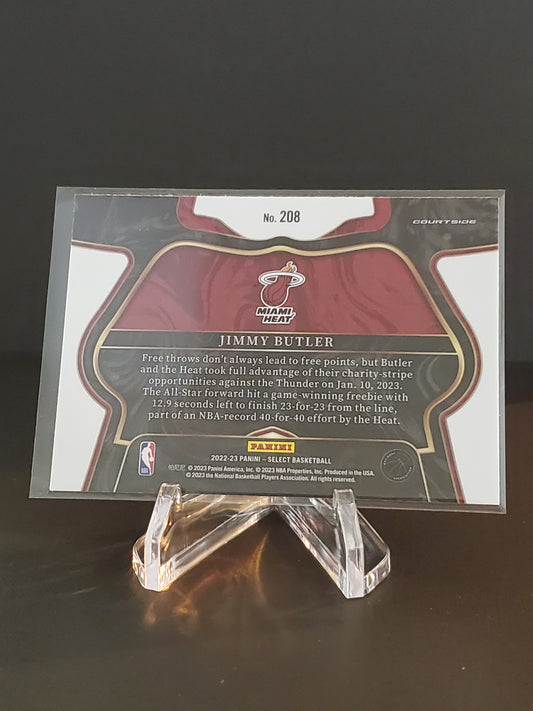 No. 208
COURTSIDE
MIAMI
HEAT
JIMMY BUTLER
Free throws don't always lead to free points, but Butler
and the Heat took full advantage of their charity-stripe
opportunities against the Thunder on Jan. 10, 2023.
The All-Star forward hit a game-winning freebie with
12.9 seconds left to finish 23-for-23 from the line,
part of an NBA-record 40-for-40 effort by the Heat.
PANINI
2022-23 PANINI – SELECT BASKETBALL
帕尼尼 © 2023 Panini America, Inc. © 2023 NBA Properties, Inc. Produced in the USA.
© 2023 the National Basketball Players Association. All rights reserved.
NBA